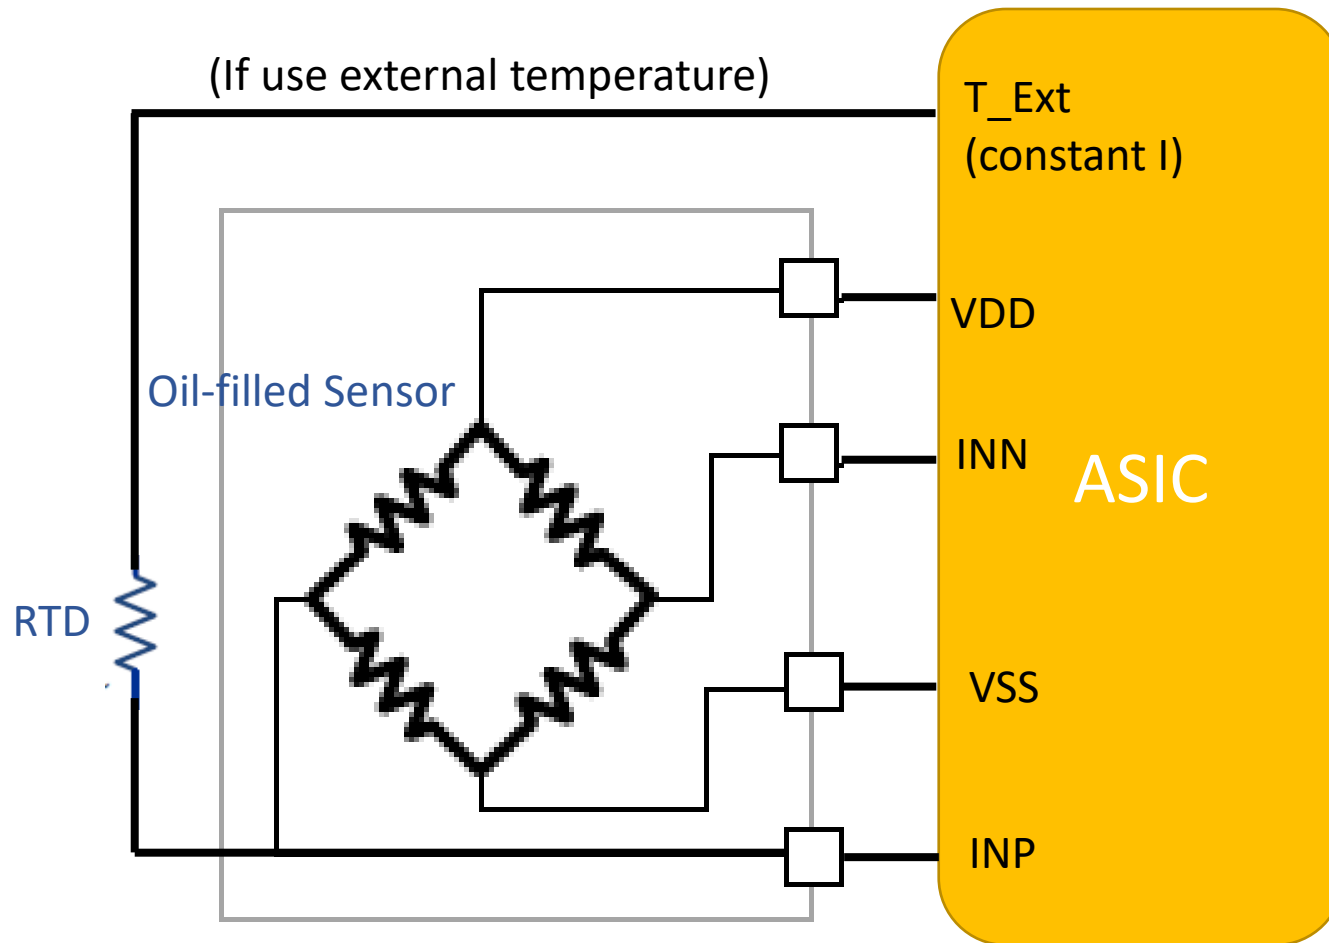 (If use external temperature)
T_Ext
(constant I)
VDD
Oil-filled Sensor
INN
ASIC
RTD
VSS
INP